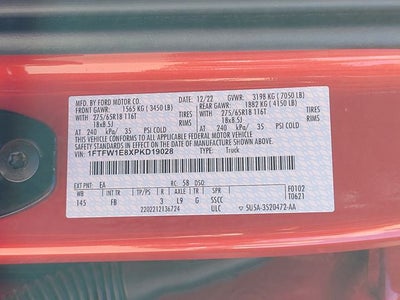 MFD. BY FORD MOTOR CO. 12/22 GVWR: 3198 KG (7050 LB)
FRONT GAWR: 1565 KG (3450 LB) REAR GAWR: 1882 KG (4150 LB)
WITH 275/65R18 116T TIRES WITH 275/65R18 116T TIRES
18x8.5J RIMS 18x8.5J RIMS
AT 240 kPa/ 35 PSI COLD AT 240 kPa/ 35 PSI COLD
THIS VEHICLE CONFORMS TO ALL APPLICABLE FEDERAL MOTOR VEHICLE
SAFETY STANDARDS IN EFFECT ON THE DATE OF MANUFACTURE SHOWN ABOVE.
VIN: 1FTFW1E8XPKD19028 TYPE: Truck
EXT PNT: EA RC: 58 DSO: F0102
WB INT TR TP/PS R AXLE TR SPR T0621
145 FB 3 L9 G SSCC
2202212136724 ULC 5U5A-3520472-AA